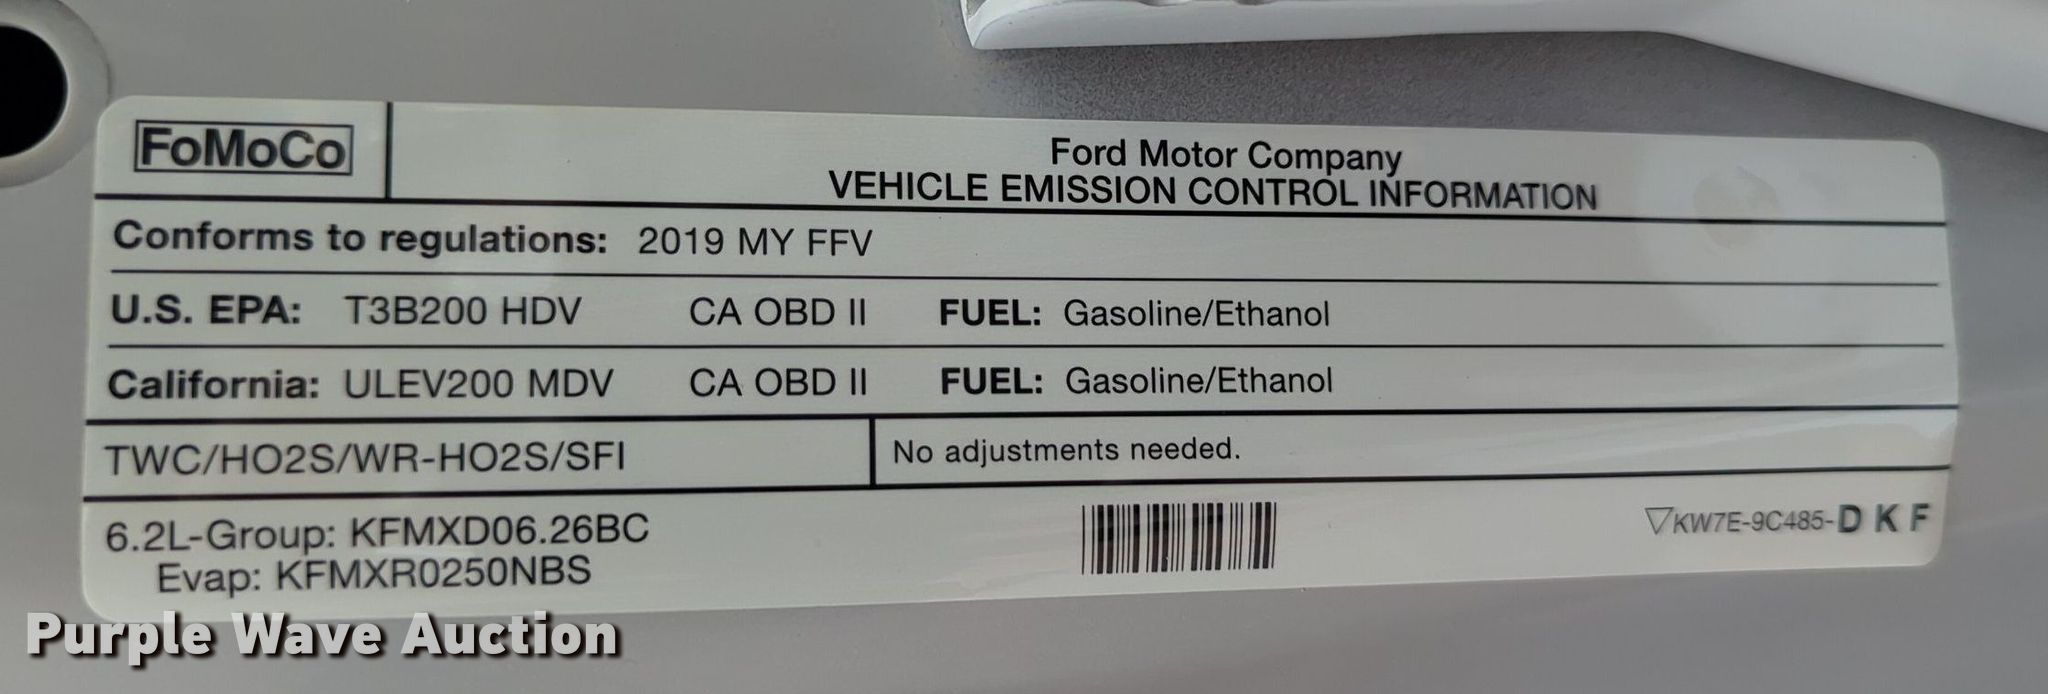 FoMoCo
Ford Motor Company
VEHICLE EMISSION CONTROL INFORMATION
Conforms to regulations: 2019 MY FFV
U.S. EPA: T3B200 HDV CA OBD II FUEL: Gasoline/Ethanol
California: ULEV200 MDV CA OBD II FUEL: Gasoline/Ethanol
TWC/HO2S/WR-HO2S/SFI No adjustments needed.
6.2L-Group: KFMXD06.26BC
Evap: KFMXR0250NBS
▽KW7E-9C485-D K F
Purple Wave Auction